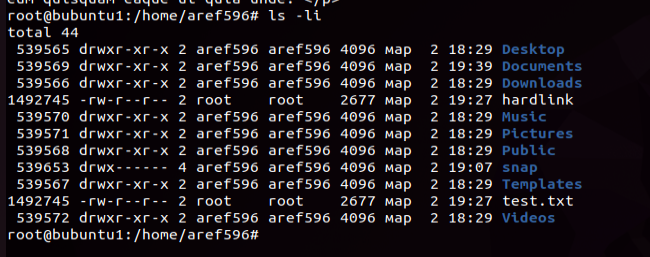 cum quisquam eaque at quia unde. </p>
root@bubuntu1:/home/aref596# ls -li
total 44
539565 drwxr-xr-x 2 aref596 aref596 4096 мар 2 18:29 Desktop
539569 drwxr-xr-x 2 aref596 aref596 4096 мар 2 19:39 Documents
539566 drwxr-xr-x 2 aref596 aref596 4096 мар 2 18:29 Downloads
1492745 -rw-r--r-- 2 root root 2677 мар 2 19:27 hardlink
539570 drwxr-xr-x 2 aref596 aref596 4096 мар 2 18:29 Music
539571 drwxr-xr-x 2 aref596 aref596 4096 мар 2 18:29 Pictures
539568 drwxr-xr-x 2 aref596 aref596 4096 мар 2 18:29 Public
539653 drwx------ 4 aref596 aref596 4096 мар 2 19:07 snap
539567 drwxr-xr-x 2 aref596 aref596 4096 мар 2 18:29 Templates
1492745 -rw-r--r-- 2 root root 2677 мар 2 19:27 test.txt
539572 drwxr-xr-x 2 aref596 aref596 4096 мар 2 18:29 Videos
root@bubuntu1:/home/aref596#